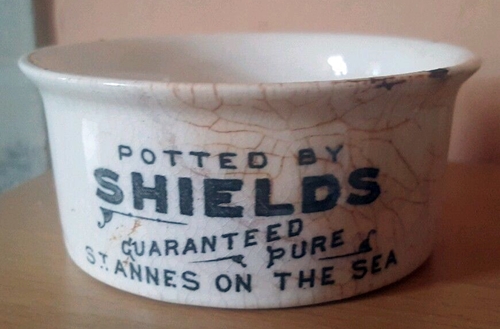 POTTED BY
SHIELDS
GUARANTEED PURE
ST. ANNES ON THE SEA